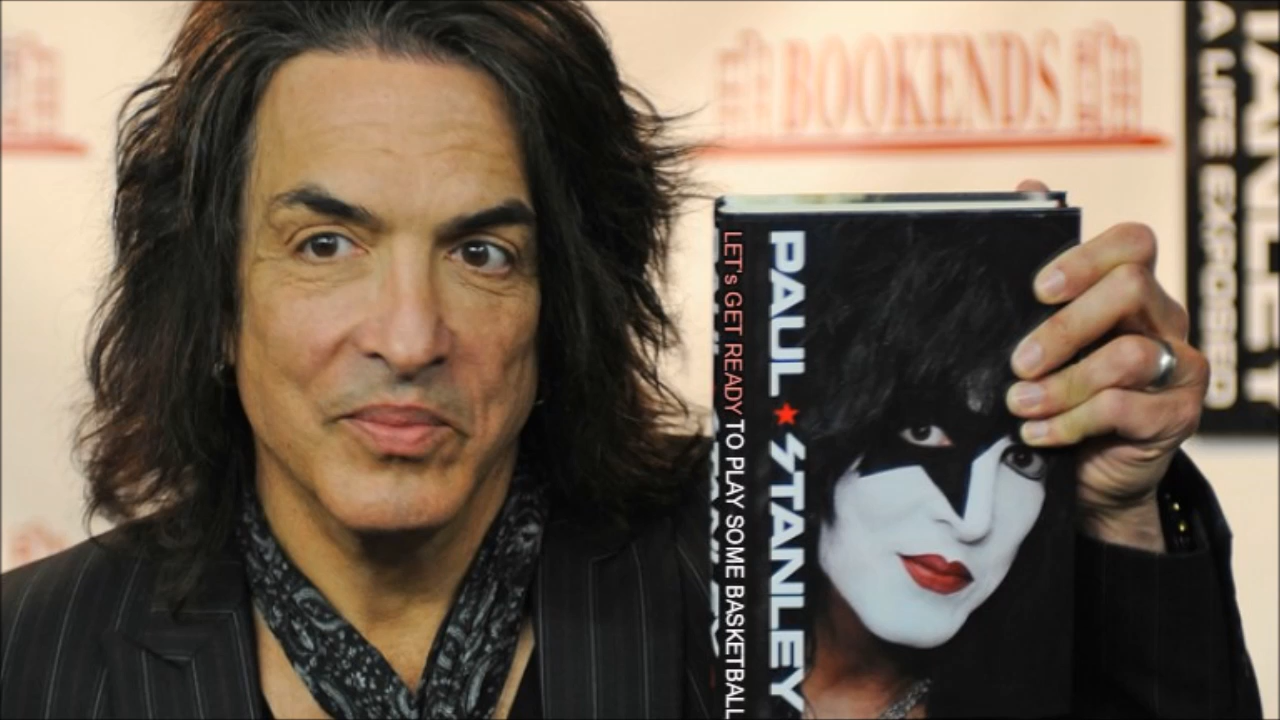 BOOKENDS
LET's GET READY TO PLAY SOME BASKETBALL
PAUL ★ STANLEY
A LIFE EXPOSED